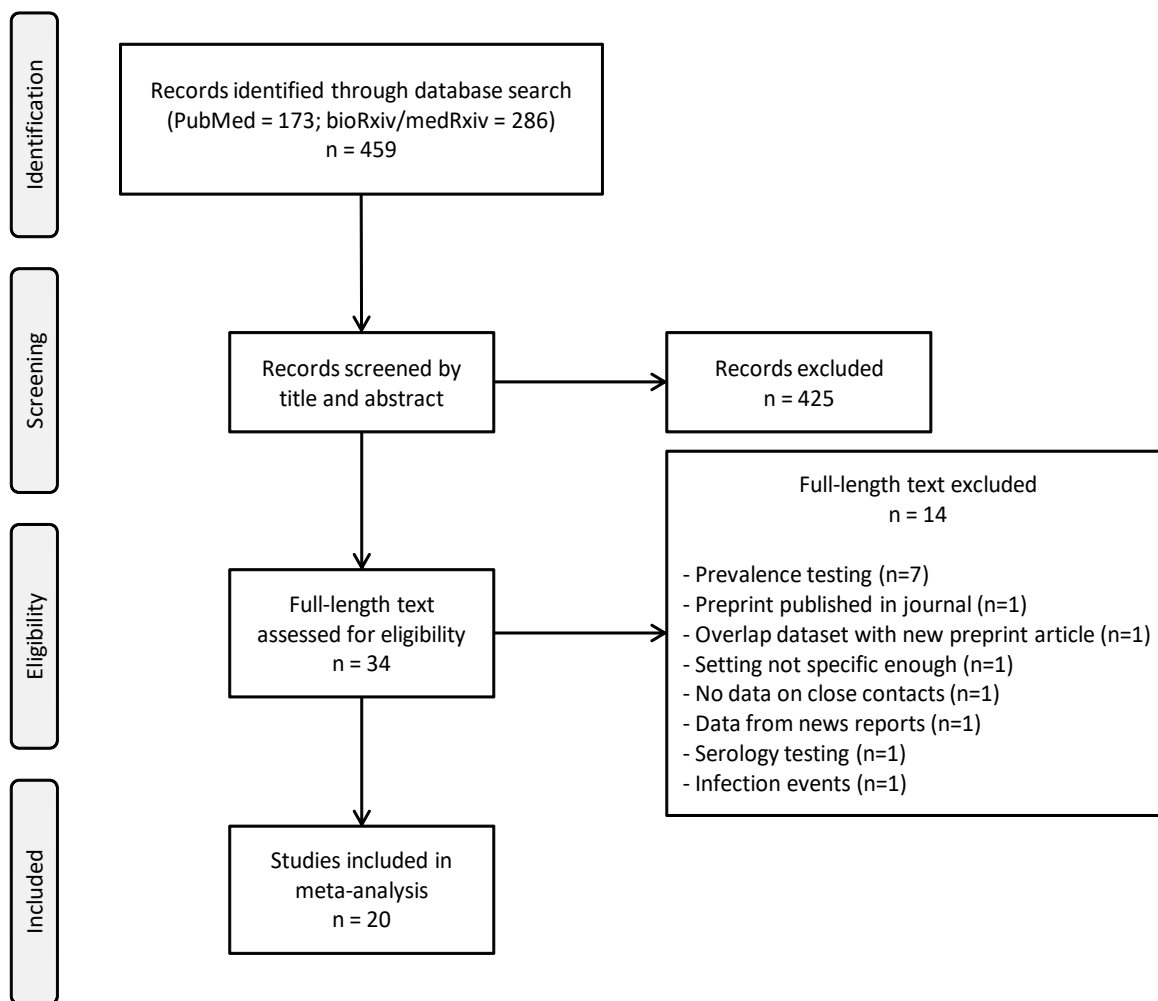 Identification
Records identified through database search
(PubMed = 173; bioRxiv/medRxiv = 286)
n = 459
Screening
Records screened by
title and abstract
Records excluded
n = 425
Eligibility
Full-length text
assessed for eligibility
n = 34
Full-length text excluded
n = 14
- Prevalence testing (n=7)
- Preprint published in journal (n=1)
- Overlap dataset with new preprint article (n=1)
- Setting not specific enough (n=1)
- No data on close contacts (n=1)
- Data from news reports (n=1)
- Serology testing (n=1)
- Infection events (n=1)
Included
Studies included in
meta-analysis
n = 20